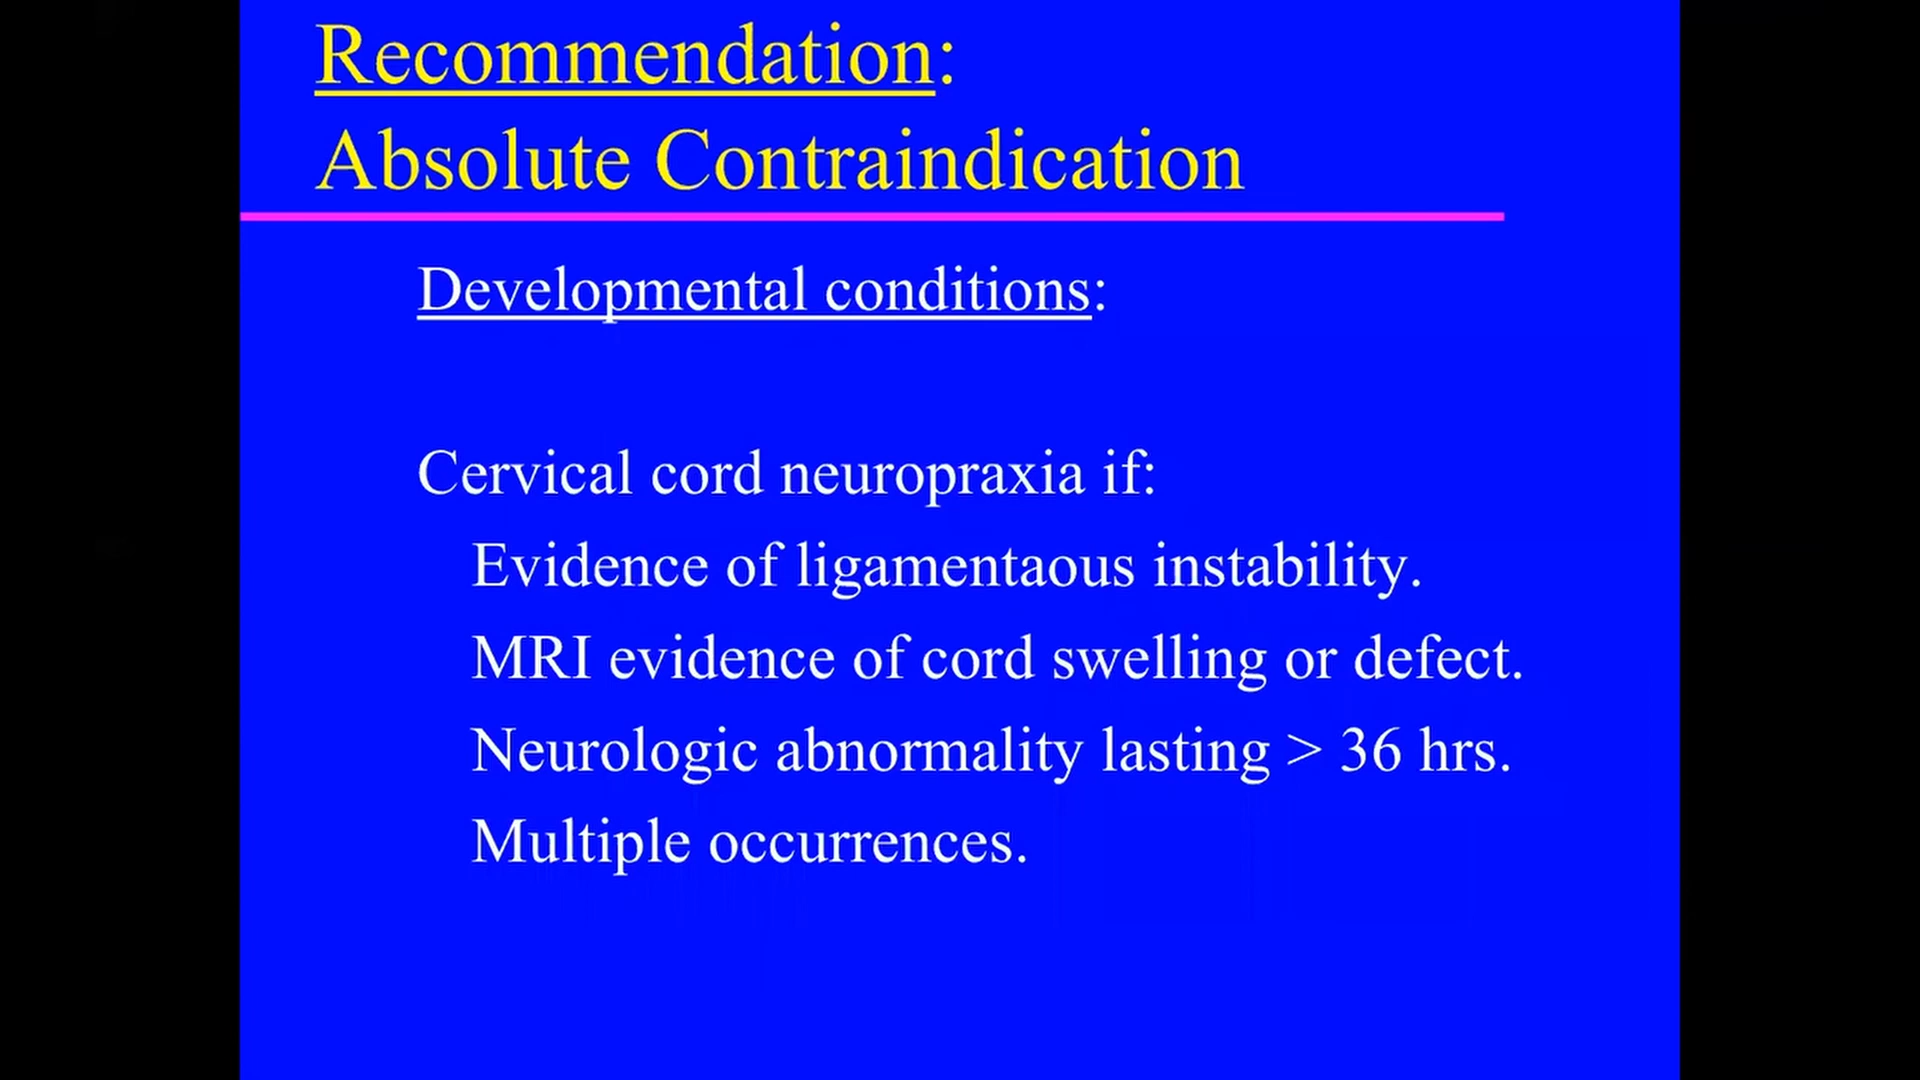 Recommendation:
Absolute Contraindication
Developmental conditions:
Cervical cord neuropraxia if:
Evidence of ligamentaous instability.
MRI evidence of cord swelling or defect.
Neurologic abnormality lasting > 36 hrs.
Multiple occurrences.